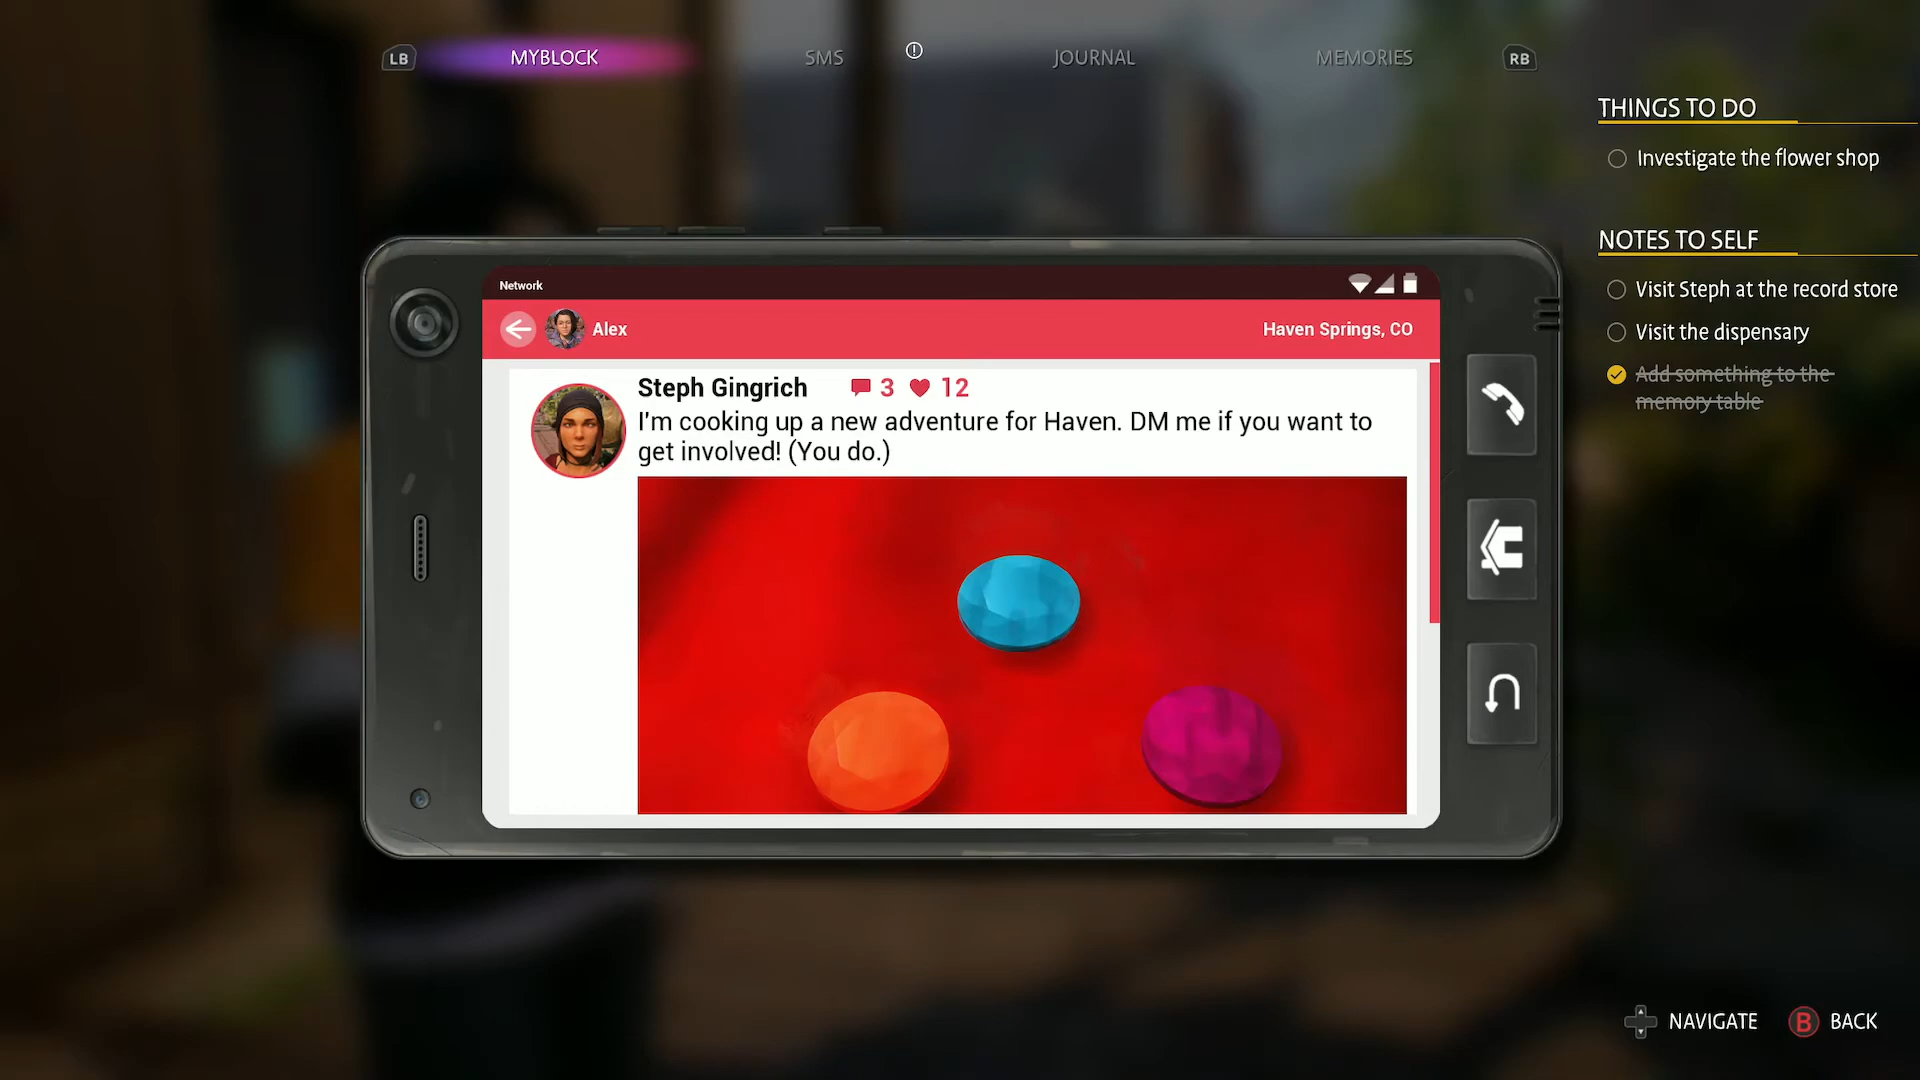 LB
MYBLOCK
SMS
JOURNAL
MEMORIES
RB
THINGS TO DO
Investigate the flower shop
NOTES TO SELF
Visit Steph at the record store
Visit the dispensary
Add something to the
memory table
Network
Alex
Haven Springs, CO
Steph Gingrich 3 12
I'm cooking up a new adventure for Haven. DM me if you want to
get involved! (You do.)
NAVIGATE
B BACK